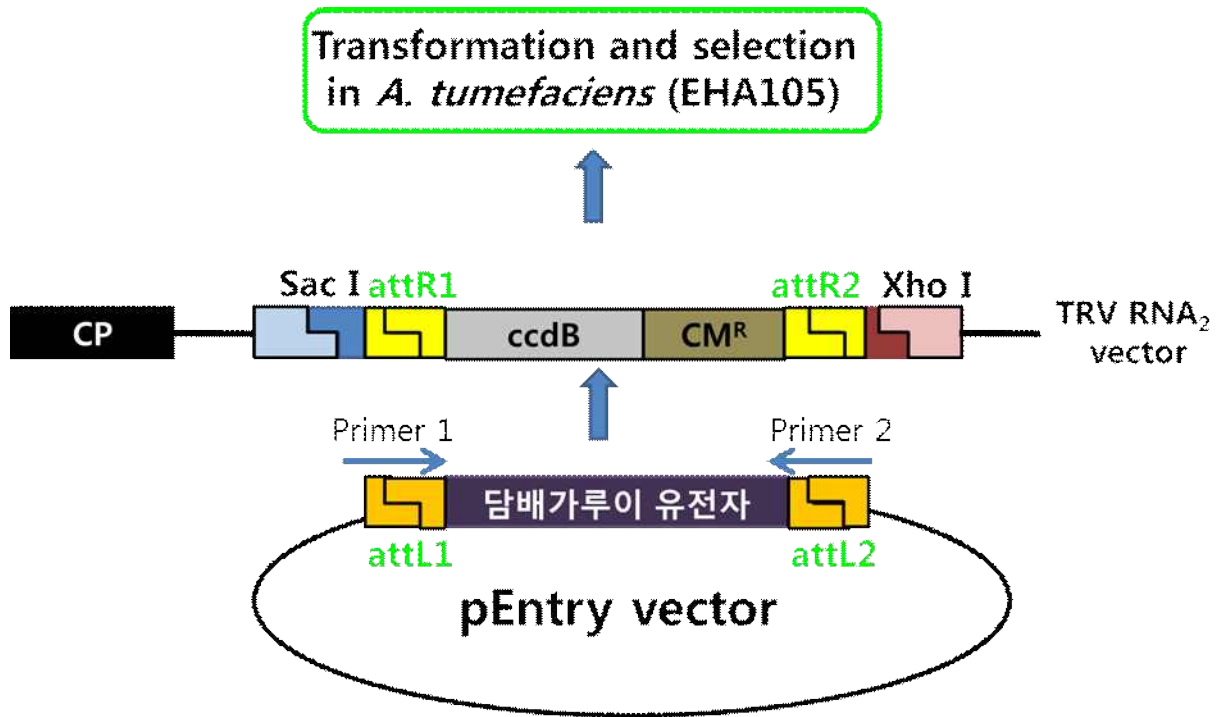 Transformation and selection
in A. tumefaciens (EHA105)
Sac I attR1 attR2 Xho I
CP ccdB CMᴿ TRV RNA₂
vector
Primer 1 Primer 2
담배가루이 유전자
attL1 attL2
pEntry vector